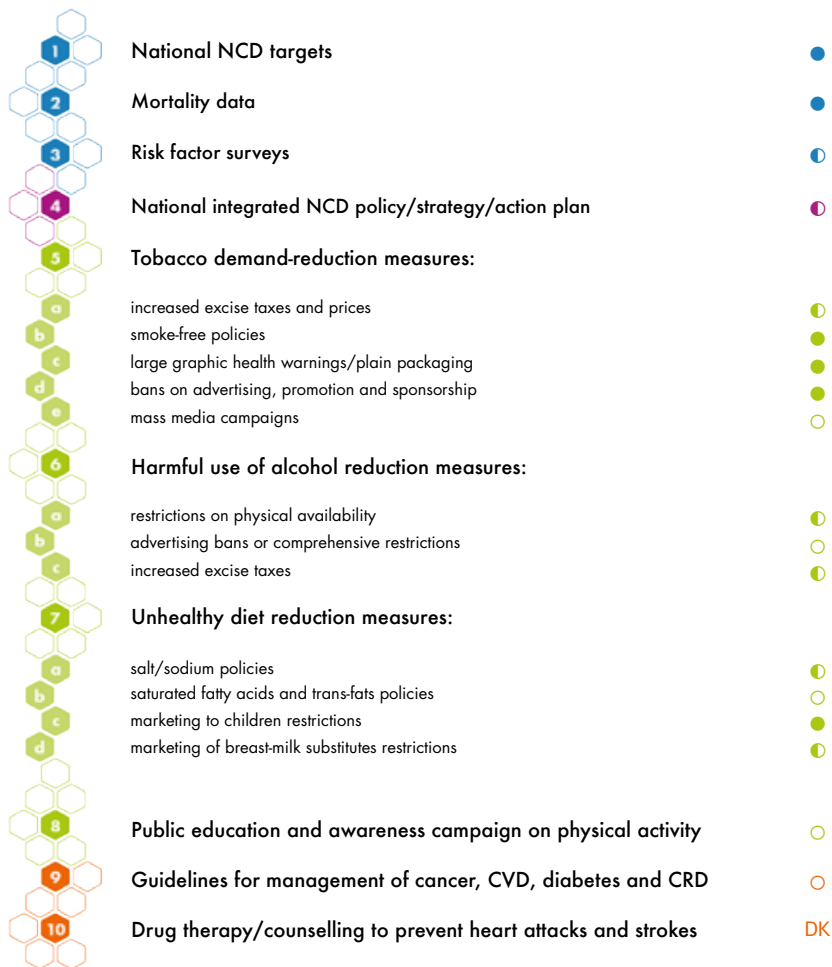 1 National NCD targets ●
2 Mortality data ●
3 Risk factor surveys ◐
4 National integrated NCD policy/strategy/action plan ◐
5 Tobacco demand-reduction measures:
a increased excise taxes and prices ◐
b smoke-free policies ●
c large graphic health warnings/plain packaging ●
d bans on advertising, promotion and sponsorship ●
e mass media campaigns ○
6 Harmful use of alcohol reduction measures:
a restrictions on physical availability ◐
b advertising bans or comprehensive restrictions ○
c increased excise taxes ◐
7 Unhealthy diet reduction measures:
a salt/sodium policies ◐
b saturated fatty acids and trans-fats policies ○
c marketing to children restrictions ●
d marketing of breast-milk substitutes restrictions ◐
8 Public education and awareness campaign on physical activity ○
9 Guidelines for management of cancer, CVD, diabetes and CRD ○
10 Drug therapy/counselling to prevent heart attacks and strokes DK